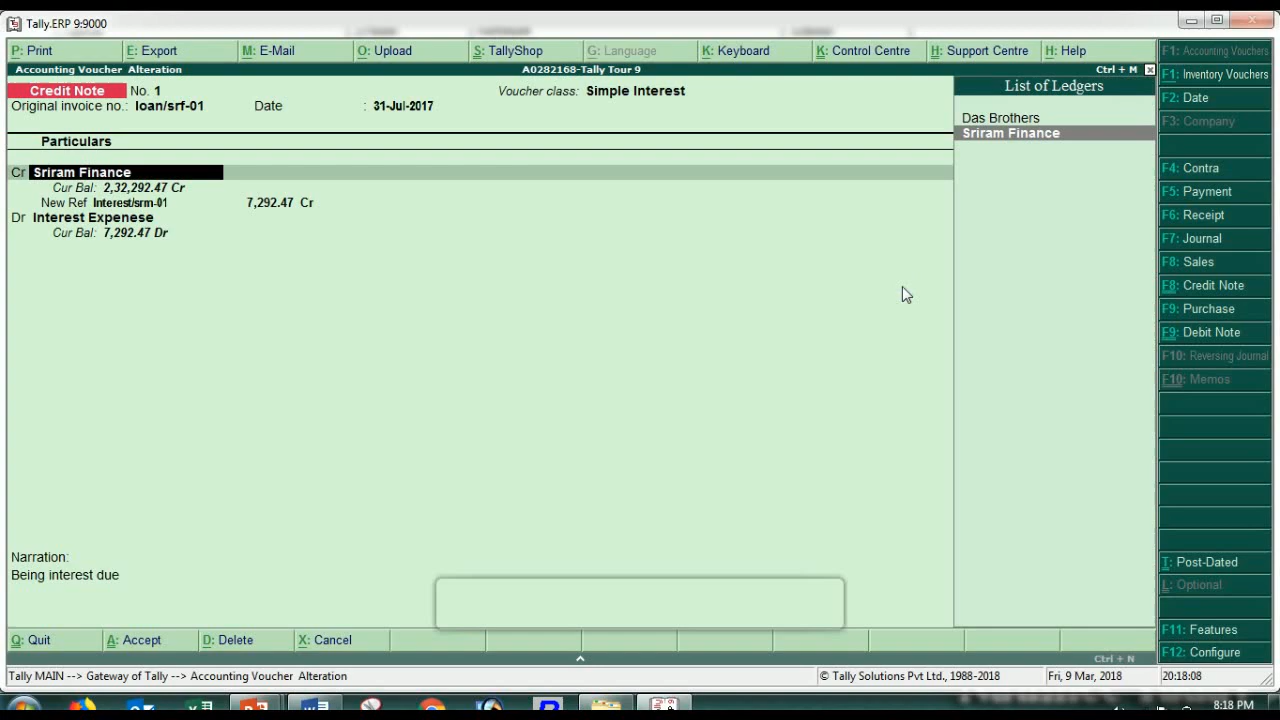 Tally.ERP 9:9000
P: Print E: Export M: E-Mail O: Upload S: TallyShop G: Language K: Keyboard K: Control Centre H: Support Centre H: Help
Accounting Voucher Alteration A0282168-Tally Tour 9 Ctrl + M
Credit Note No. 1 Voucher class: Simple Interest
Original invoice no.: loan/srf-01 Date : 31-Jul-2017
Particulars
Cr Sriram Finance
Cur Bal: 2,32,292.47 Cr
New Ref Interest/srm-01 7,292.47 Cr
Dr Interest Expenese
Cur Bal: 7,292.47 Dr
Narration:
Being interest due
List of Ledgers
Das Brothers
Sriram Finance
F1: Accounting Vouchers
F1: Inventory Vouchers
F2: Date
F3: Company
F4: Contra
F5: Payment
F6: Receipt
F7: Journal
F8: Sales
F8: Credit Note
F9: Purchase
F9: Debit Note
F10: Reversing Journal
F10: Memos
T: Post-Dated
L: Optional
F11: Features
F12: Configure
Q: Quit A: Accept D: Delete X: Cancel
Ctrl + N
Tally MAIN --> Gateway of Tally --> Accounting Voucher Alteration © Tally Solutions Pvt Ltd., 1988-2018 Fri, 9 Mar, 2018 20:18:08
8:18 PM